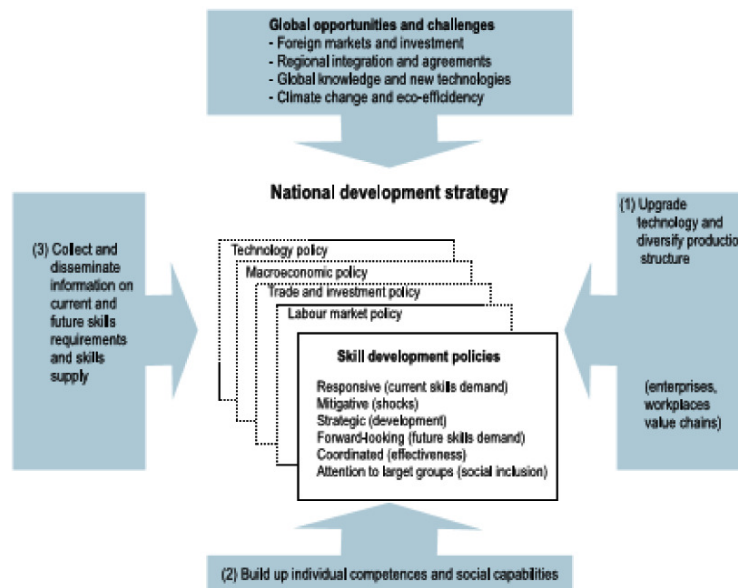 Global opportunities and challenges
- Foreign markets and investment
- Regional integration and agreements
- Global knowledge and new technologies
- Climate change and eco-efficidency
National development strategy
(1) Upgrade
technology and
diversify productio
structure
(enterprises,
workplaces
value chains)
(3) Collect and
disseminate
information on
current and
future skills
requirements
and skills
supply
Technology policy
Macroeconomic policy
Trade and investment policy
Labour market policy
Skill development policies
Responsive (current skills demand)
Mitigative (shocks)
Strategic (development)
Forward-looking (future skills demand)
Coordinated (effectiveness)
Attention to target groups (social inclusion)
(2) Build up individual competences and social capabilities